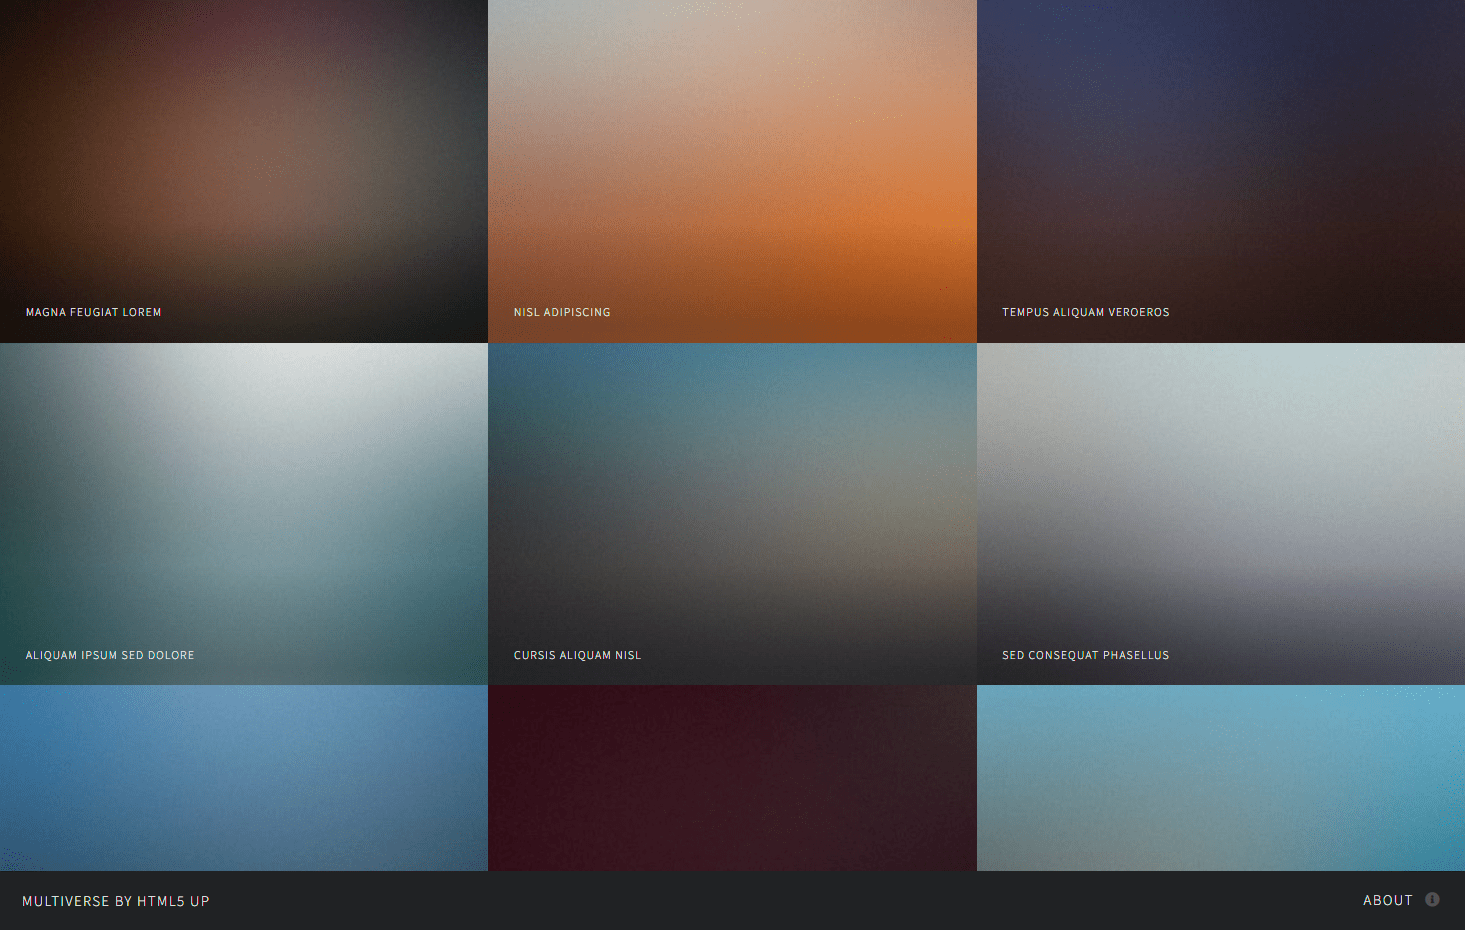 MAGNA FEUGIAT LOREM
NISL ADIPISCING
TEMPUS ALIQUAM VEROEROS
ALIQUAM IPSUM SED DOLORE
CURSIS ALIQUAM NISL
SED CONSEQUAT PHASELLUS
MULTIVERSE BY HTML5 UP
ABOUT